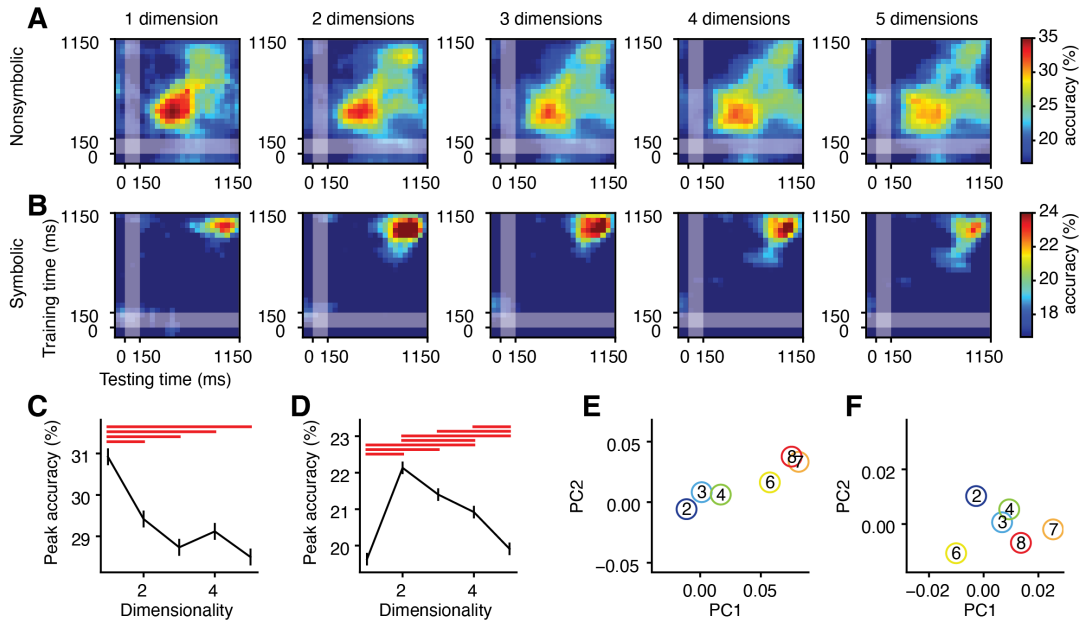 A
1 dimension
2 dimensions
3 dimensions
4 dimensions
5 dimensions
Nonsymbolic
1150
150
0
0 150 1150
1150
150
0
0 150 1150
1150
150
0
0 150 1150
1150
150
0
0 150 1150
1150
150
0
0 150 1150
35
30
25
20
accuracy (%)
B
Symbolic
Training time (ms)
1150
150
0
0 150 1150
Testing time (ms)
1150
150
0
0 150 1150
1150
150
0
0 150 1150
1150
150
0
0 150 1150
1150
150
0
0 150 1150
24
22
20
18
accuracy (%)
C
Peak accuracy (%)
31
30
29
2 4
Dimensionality
D
Peak accuracy (%)
23
22
21
20
2 4
Dimensionality
E
PC2
0.05
0.00
−0.05
2 3 4 6 8 7
0.00 0.05
PC1
F
PC2
0.02
0.00
2
4
3
7
8
6
−0.02 0.00 0.02
PC1